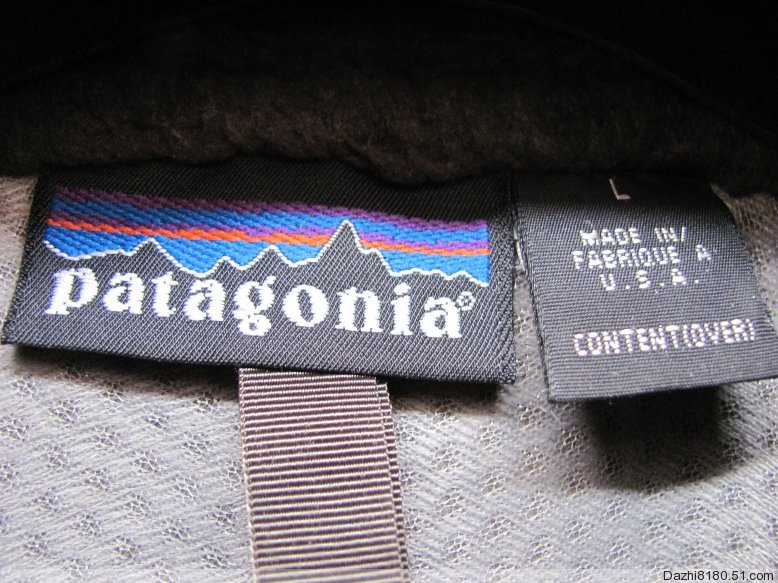 patagonia®
L
MADE IN/
FABRIQUE A'
U.S.A.
CONTENT(OVER)
Dazhi8180.51.com